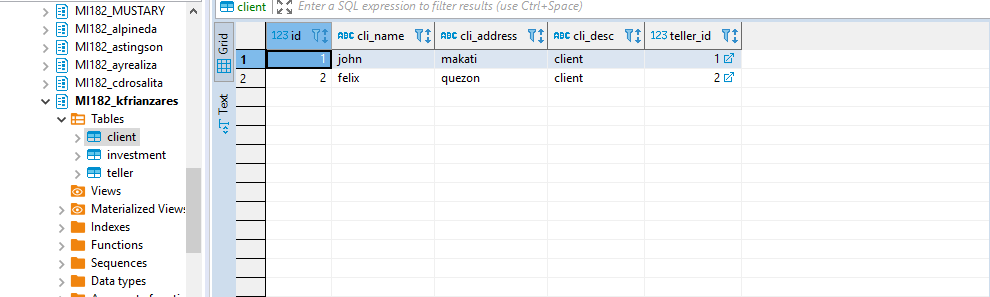 MI182_MUSTARY
MI182_alpineda
MI182_astingson
MI182_ayrealiza
MI182_cdrosalita
MI182_kfrianzares
Tables
client
investment
teller
Views
Materialized Views
Indexes
Functions
Sequences
Data types
client Enter a SQL expression to filter results (use Ctrl+Space)
Grid
Text
123 id ABC cli_name ABC cli_address ABC cli_desc 123 teller_id
1 1 john makati client 1
2 2 felix quezon client 2